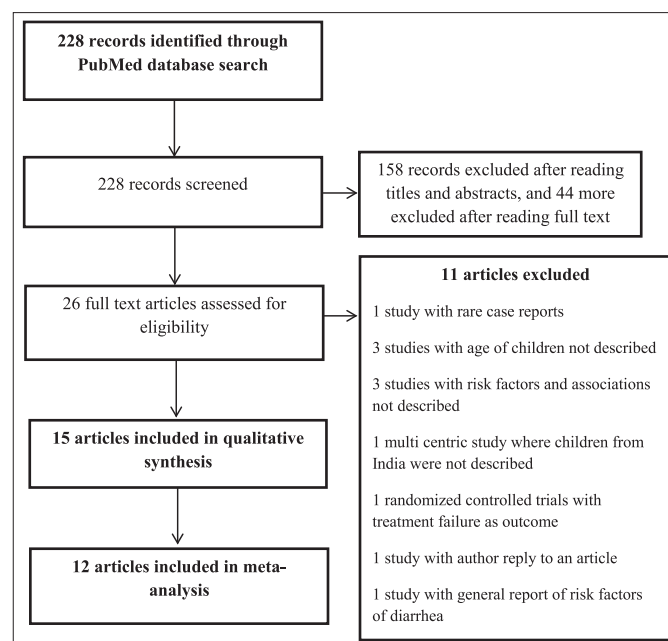 228 records identified through
PubMed database search
228 records screened
158 records excluded after reading
titles and abstracts, and 44 more
excluded after reading full text
26 full text articles assessed for
eligibility
11 articles excluded
1 study with rare case reports
3 studies with age of children not described
3 studies with risk factors and associations
not described
1 multi centric study where children from
India were not described
1 randomized controlled trials with
treatment failure as outcome
1 study with author reply to an article
1 study with general report of risk factors
of diarrhea
15 articles included in qualitative
synthesis
12 articles included in meta-
analysis